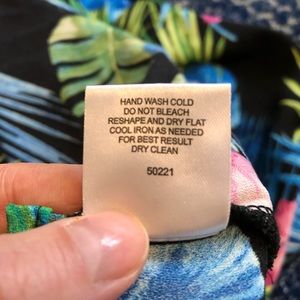 HAND WASH COLD
DO NOT BLEACH
RESHAPE AND DRY FLAT
COOL IRON AS NEEDED
FOR BEST RESULT
DRY CLEAN
50221